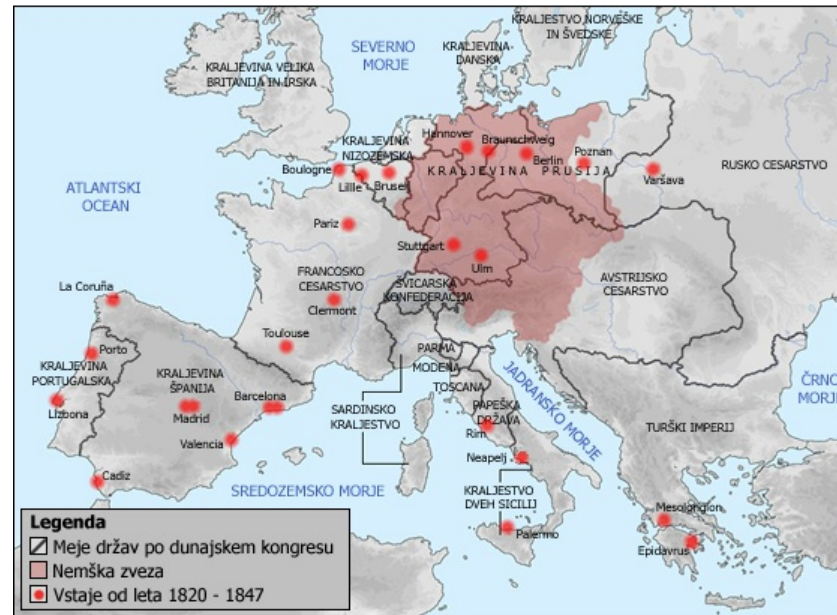 KRALJESTVO NORVEŠKE
IN ŠVEDSKE
SEVERNO
MORJE
KRALJEVINA
DANSKA
KRALJEVINA VELIKA
BRITANIJA IN IRSKA
KRALJEVINA
NIZOZEMSKA
Hannover
Braunschweig
Berlin
Poznan
KRALJEVINA PRUSIJA
RUSKO CESARSTVO
Varšava
Boulogne
Lillle
Bruselj
ATLANTSKI
OCEAN
Pariz
Stuttgart
Ulm
FRANCOSKO
CESARSTVO
Clermont
ŠVICARSKA
KONFEDERACIJA
AVSTRIJSKO
CESARSTVO
La Coruña
Toulouse
Porto
KRALJEVINA
PORTUGALSKA
LIzbona
KRALJEVINA
ŠPANIJA
Madrid
Barcelona
Valencia
Cadiz
PARMA
MODENA
TOSCANA
PAPEŠKA
DRŽAVA
Rim
JADRANSKO MORJE
ČRNO
MORJE
SARDINSKO
KRALJESTVO
TURŠKI IMPERIJ
Neapelj
SREDOZEMSKO MORJE
KRALJESTVO
DVEH SICILIJ
Palermo
Mesolongion
Epidavrus
Legenda
Meje držav po dunajskem kongresu
Nemška zveza
Vstaje od leta 1820 - 1847